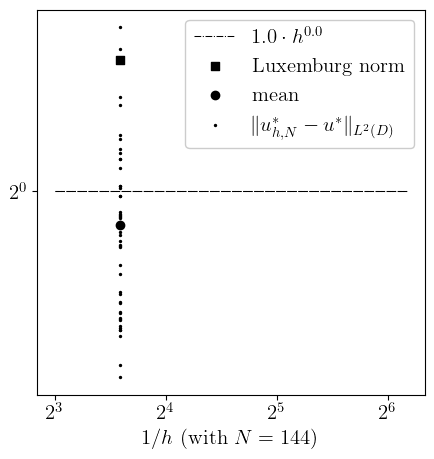 1.0 · h^{0.0}
Luxemburg norm
mean
‖u^*_{h,N} − u^*‖_{L^2(D)}
2^0
2^3 2^4 2^5 2^6
1/h (with N = 144)